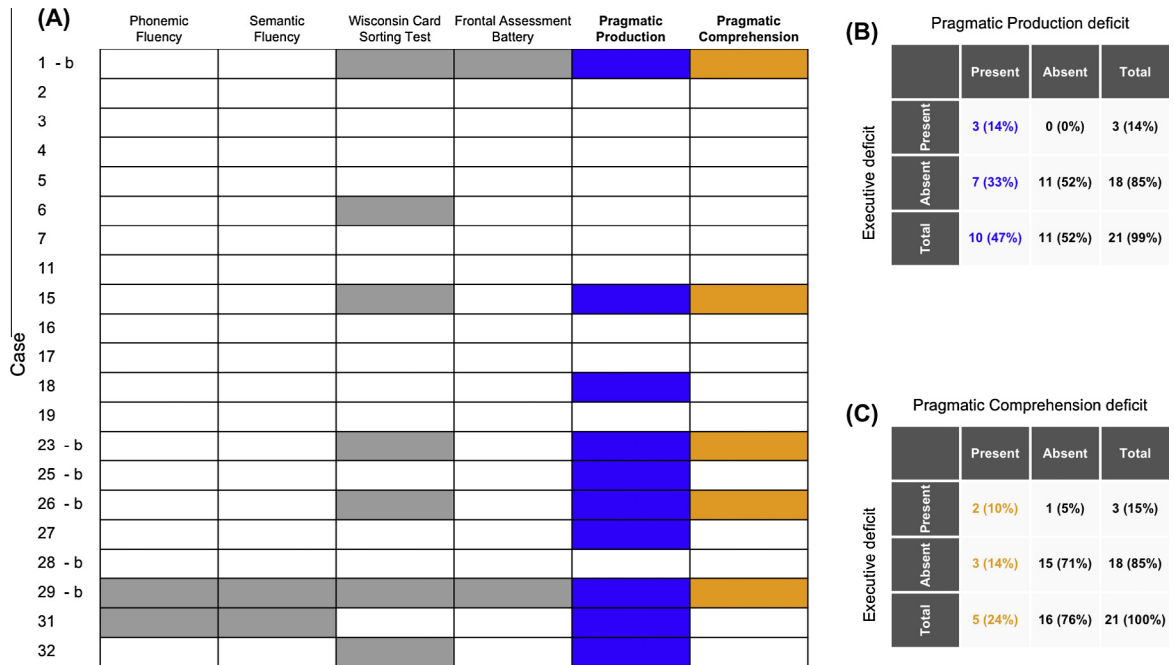 (A)
Phonemic Fluency
Semantic Fluency
Wisconsin Card Sorting Test
Frontal Assessment Battery
Pragmatic Production
Pragmatic Comprehension
Case
1 - b
2
3
4
5
6
7
11
15
16
17
18
19
23 - b
25 - b
26 - b
27
28 - b
29 - b
31
32
(B)
Pragmatic Production deficit
Present Absent Total
Executive deficit
Present 3 (14%) 0 (0%) 3 (14%)
Absent 7 (33%) 11 (52%) 18 (85%)
Total 10 (47%) 11 (52%) 21 (99%)
(C)
Pragmatic Comprehension deficit
Present Absent Total
Executive deficit
Present 2 (10%) 1 (5%) 3 (15%)
Absent 3 (14%) 15 (71%) 18 (85%)
Total 5 (24%) 16 (76%) 21 (100%)